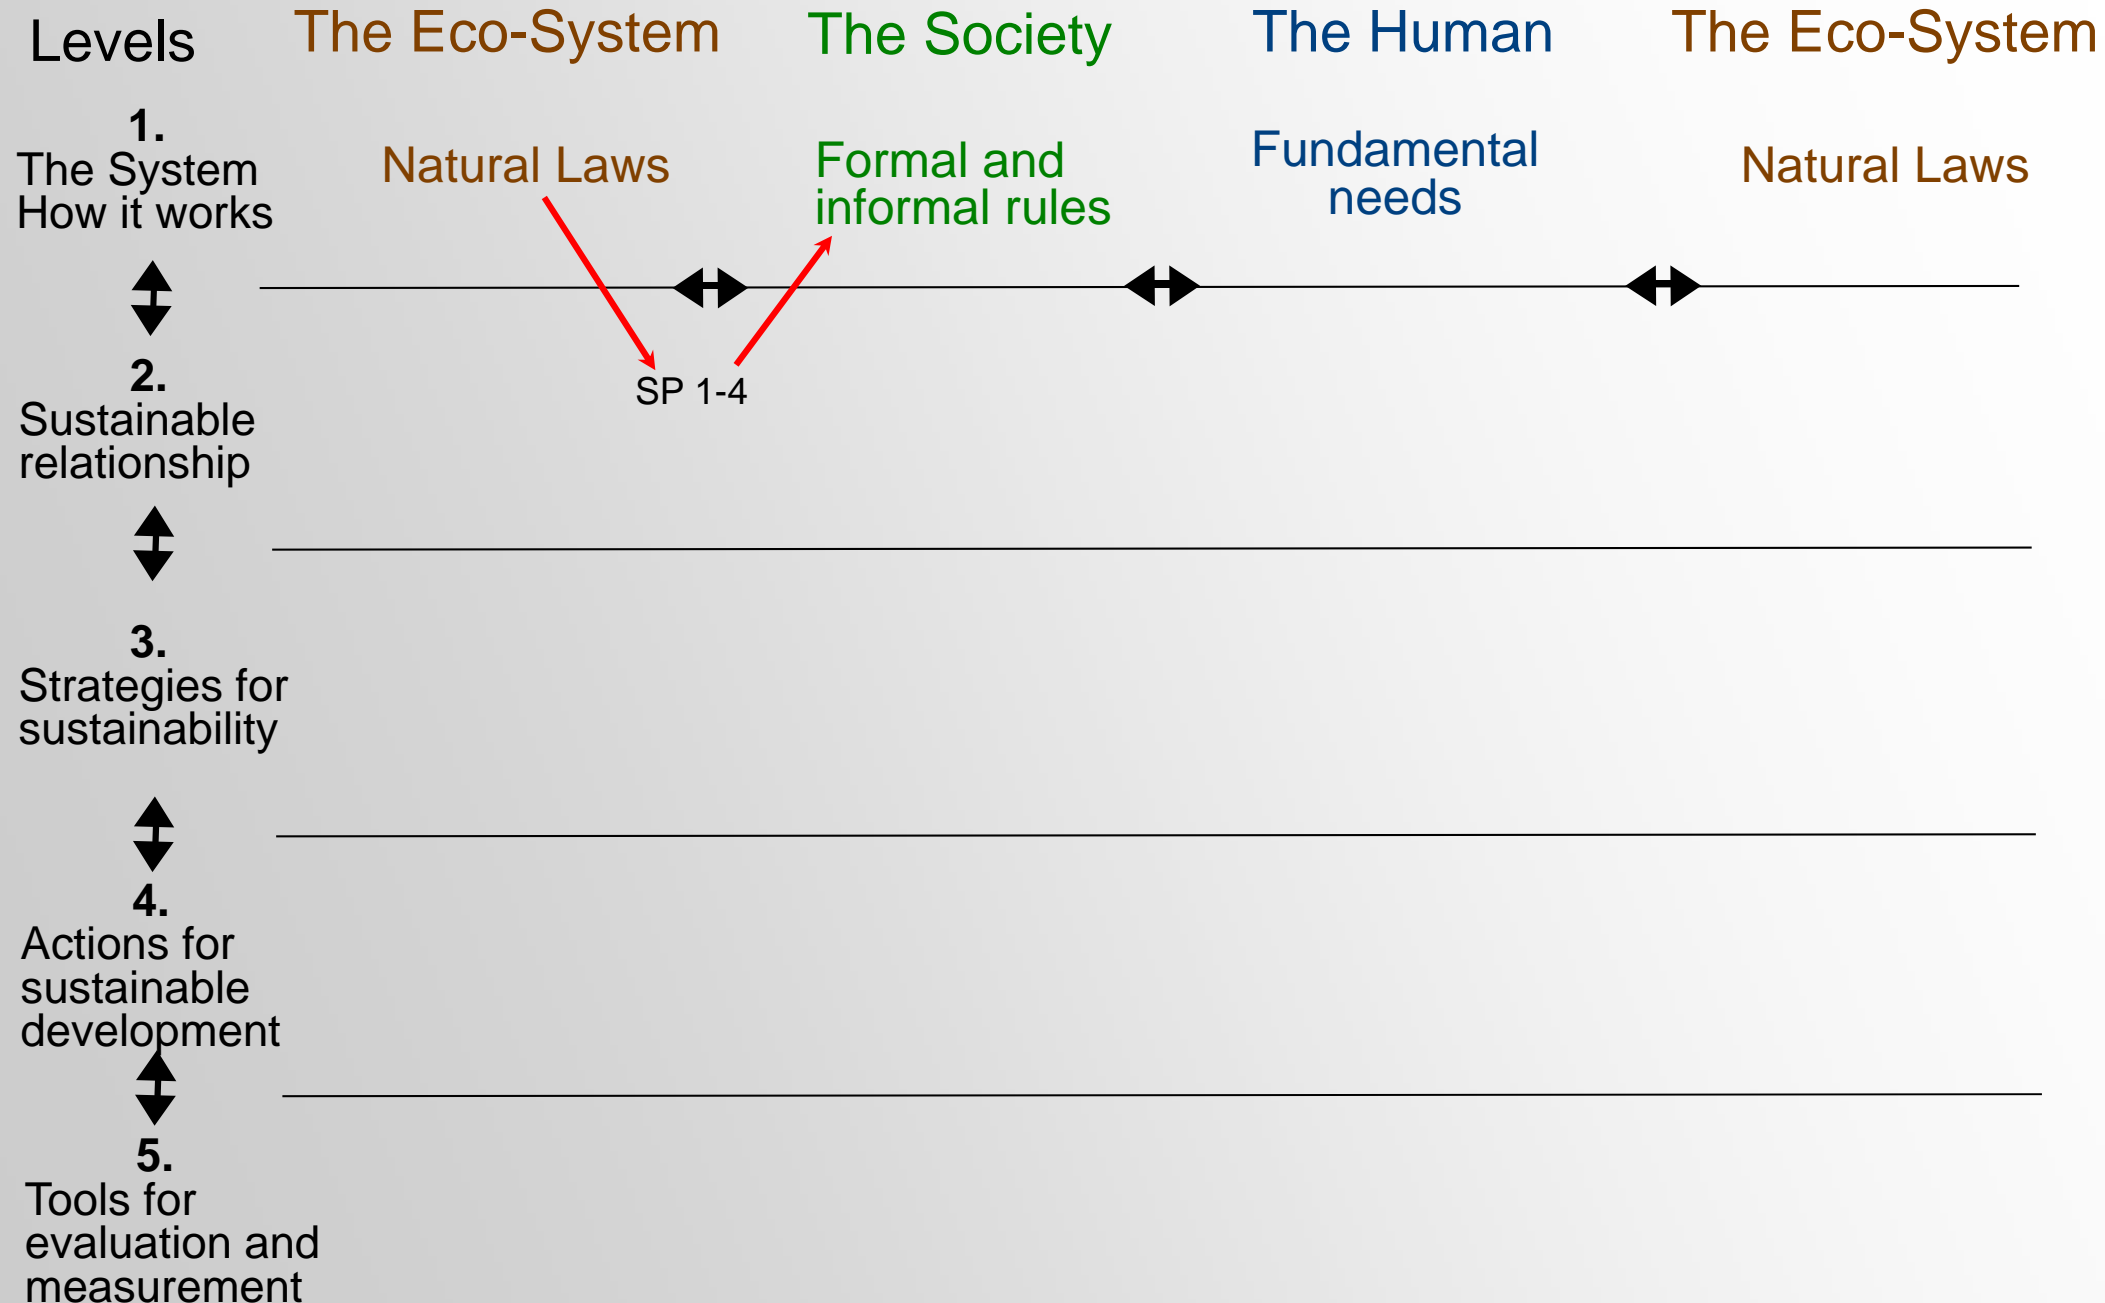 Levels
The Eco-System
The Society
The Human
The Eco-System
1.
The System
How it works
Natural Laws
Formal and
informal rules
Fundamental
needs
Natural Laws
2.
Sustainable
relationship
SP 1-4
3.
Strategies for
sustainability
4.
Actions for
sustainable
development
5.
Tools for
evaluation and
measurement